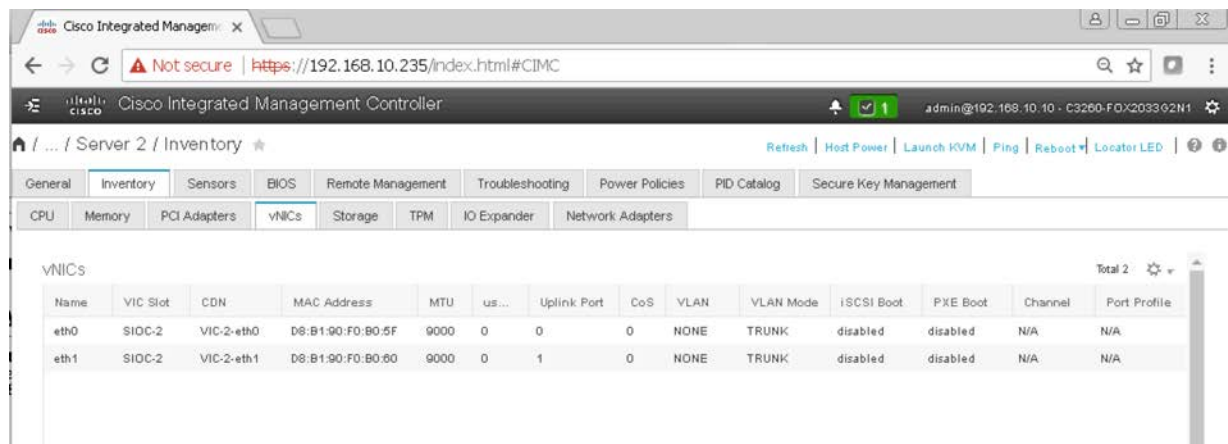 Cisco Integrated Managem
Not secure | https://192.168.10.235/index.html#CIMC
CISCO Cisco Integrated Management Controller 1 admin@192.168.10.10 - C3260-FOX2033G2N1
/ ... / Server 2 / Inventory Refresh | Host Power | Launch KVM | Ping | Reboot | Locator LED
General Inventory Sensors BIOS Remote Management Troubleshooting Power Policies PID Catalog Secure Key Management
CPU Memory PCI Adapters vNICs Storage TPM IO Expander Network Adapters
vNICs Total 2
Name VIC Slot CDN MAC Address MTU us... Uplink Port CoS VLAN VLAN Mode iSCSI Boot PXE Boot Channel Port Profile
eth0 SIOC-2 VIC-2-eth0 D8:B1:90:F0:B0:5F 9000 0 0 0 NONE TRUNK disabled disabled N/A N/A
eth1 SIOC-2 VIC-2-eth1 D8:B1:90:F0:B0:60 9000 0 1 0 NONE TRUNK disabled disabled N/A N/A